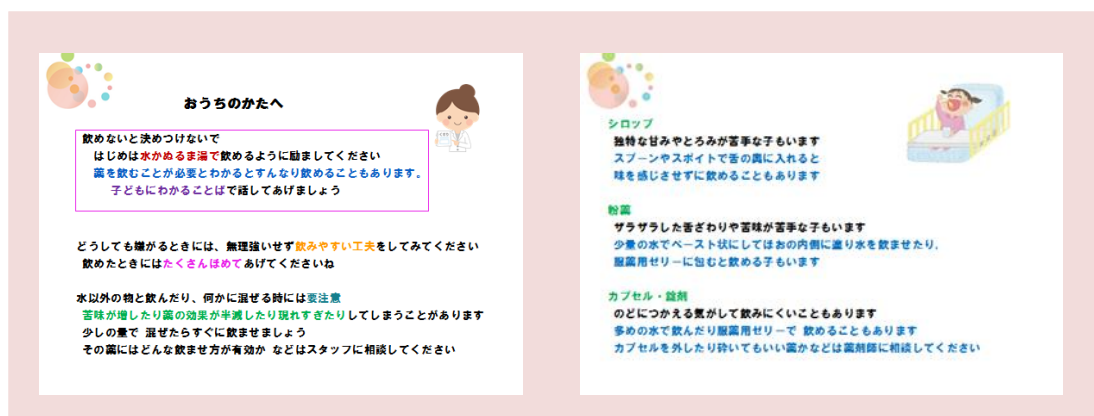 おうちのかたへ
飲めないと決めつけないで
はじめは水かぬるま湯で飲めるように励ましてください
薬を飲むことが必要とわかるとすんなり飲めることもあります。
子どもにわかることばで話してあげましょう
どうしても嫌がるときには、無理強いせず飲みやすい工夫をしてみてください
飲めたときにはたくさんほめてあげてくださいね
水以外の物と飲んだり、何かに混ぜる時には要注意
苦味が増したり薬の効果が半減したり現れすぎたりしてしまうことがあります
少しの量で 混ぜたらすぐに飲ませましょう
その薬にはどんな飲ませ方が有効か などはスタッフに相談してください
シロップ
独特な甘みやとろみが苦手な子もいます
スプーンやスポイトで舌の奥に入れると
味を感じさせずに飲めることもあります
粉薬
ザラザラした舌ざわりや苦味が苦手な子もいます
少量の水でペースト状にしてほおの内側に塗り水を飲ませたり、
服薬用ゼリーに包むと飲める子もいます
カプセル・錠剤
のどにつかえる気がして飲みにくいこともあります
多めの水で飲んだり服薬用ゼリーで 飲めることもあります
カプセルを外したり砕いてもいい薬かなどは薬剤師に相談してください